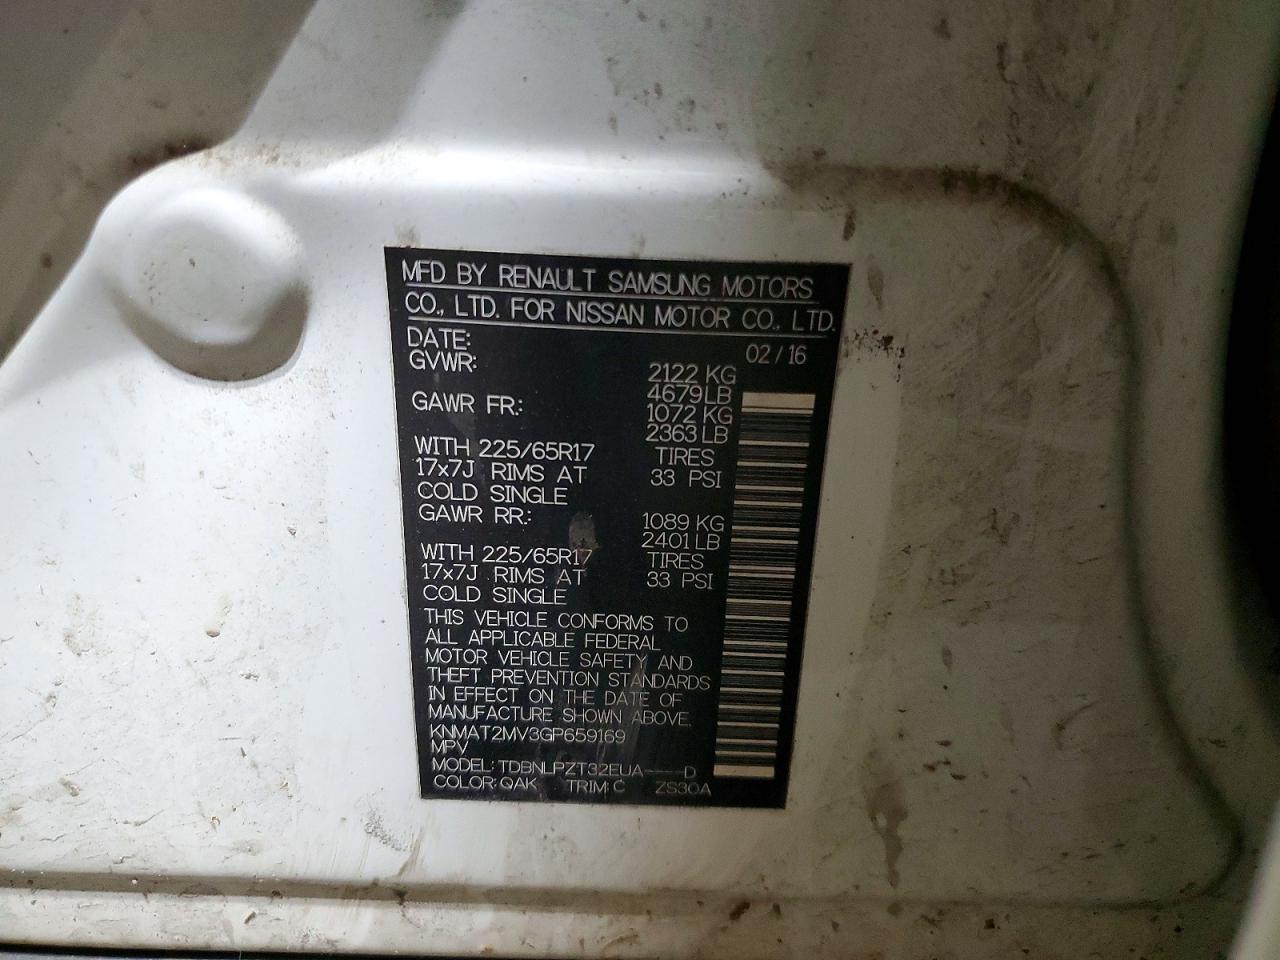 MFD BY RENAULT SAMSUNG MOTORS
CO., LTD. FOR NISSAN MOTOR CO., LTD.
DATE: 02/16
GVWR: 2122 KG
4679 LB
GAWR FR.: 1072 KG
2363 LB
WITH 225/65R17 TIRES
17x7J RIMS AT 33 PSI
COLD SINGLE
GAWR RR.: 1089 KG
2401 LB
WITH 225/65R17 TIRES
17x7J RIMS AT 33 PSI
COLD SINGLE
THIS VEHICLE CONFORMS TO
ALL APPLICABLE FEDERAL
MOTOR VEHICLE SAFETY AND
THEFT PREVENTION STANDARDS
IN EFFECT ON THE DATE OF
MANUFACTURE SHOWN ABOVE.
KNMAT2MV3GP659169
MPV
MODEL: TDBNLPZT32EUA----D
COLOR: QAK TRIM: C ZS30A